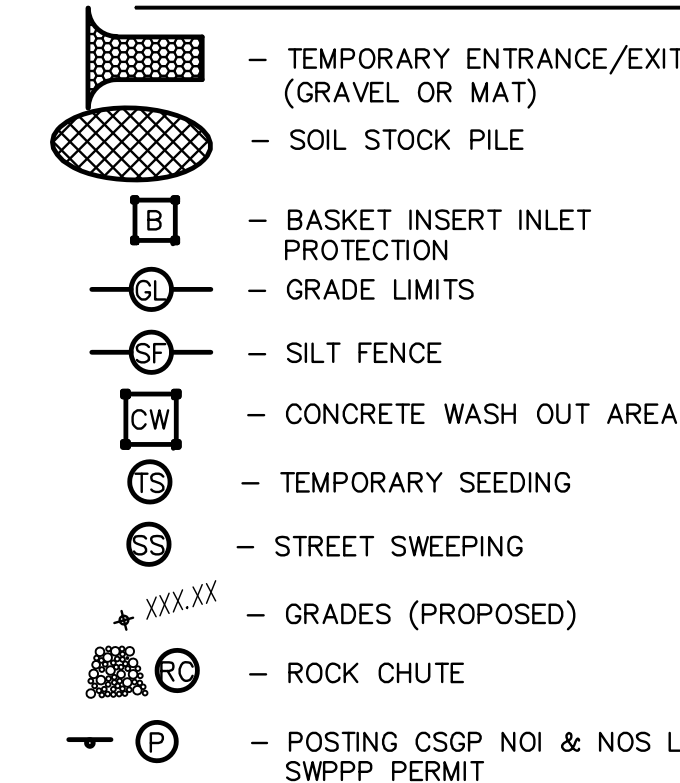 - TEMPORARY ENTRANCE/EXIT
(GRAVEL OR MAT)
- SOIL STOCK PILE
B - BASKET INSERT INLET
PROTECTION
GL - GRADE LIMITS
SF - SILT FENCE
CW - CONCRETE WASH OUT AREA
TS - TEMPORARY SEEDING
SS - STREET SWEEPING
XXX.XX - GRADES (PROPOSED)
RC - ROCK CHUTE
P - POSTING CSGP NOI & NOS L
SWPPP PERMIT